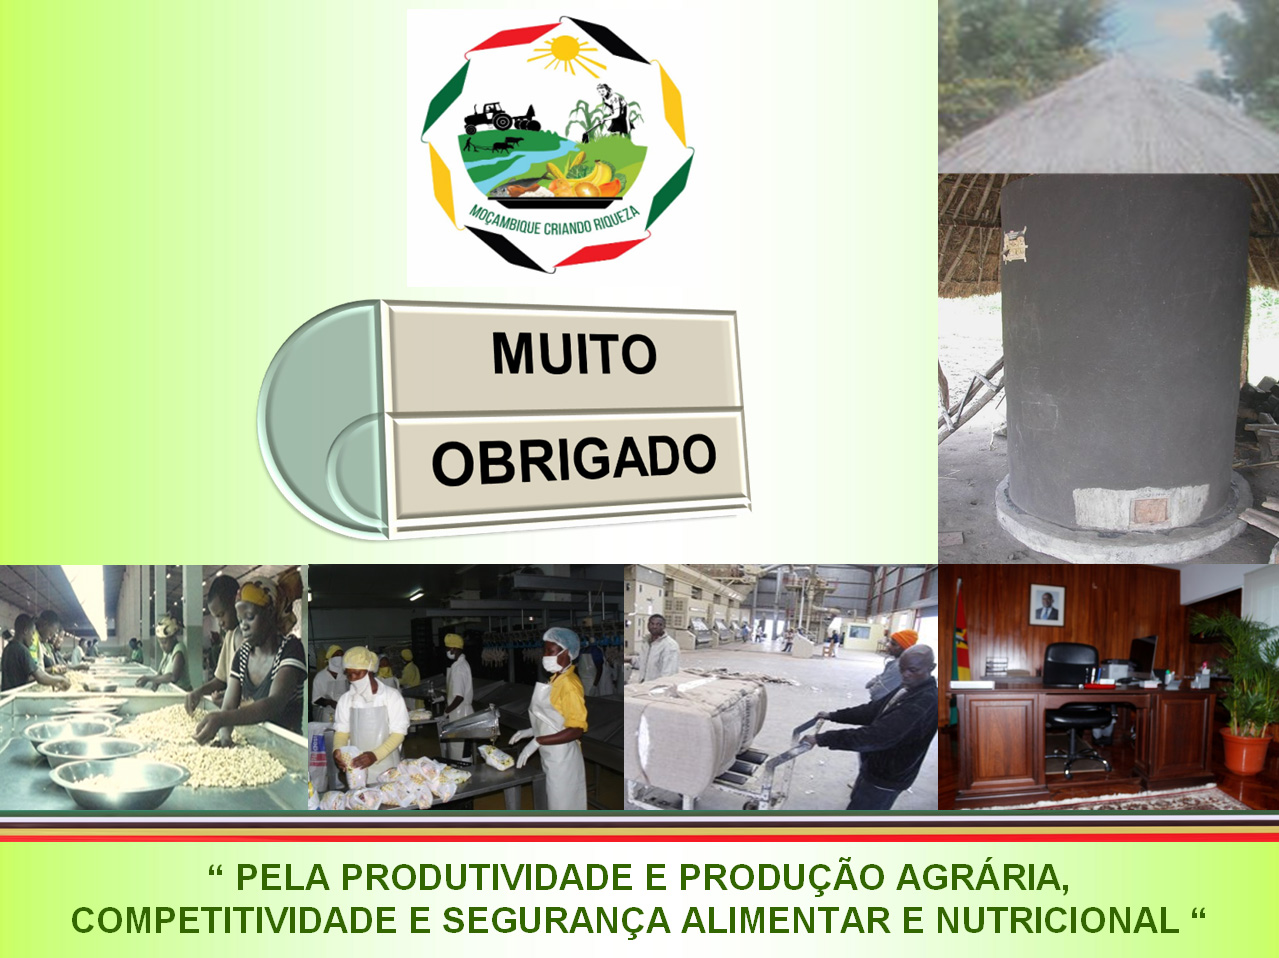 MOÇAMBIQUE CRIANDO RIQUEZA
MUITO
OBRIGADO
“ PELA PRODUTIVIDADE E PRODUÇÃO AGRÁRIA,
COMPETITIVIDADE E SEGURANÇA ALIMENTAR E NUTRICIONAL “